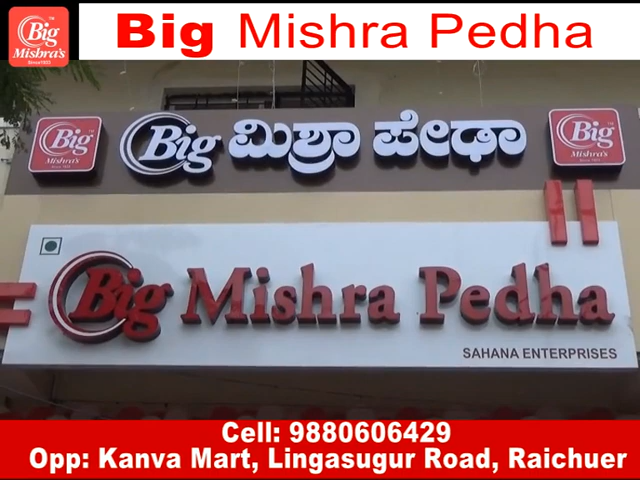 Big
Mishra's
Since 1933
Big Mishra Pedha
Big
Mishra's
Big ಮಿಶ್ರಾ ಪೇಢಾ
Big
Mishra's
Big Mishra Pedha
SAHANA ENTERPRISES
Cell: 9880606429
Opp: Kanva Mart, Lingasugur Road, Raichuer